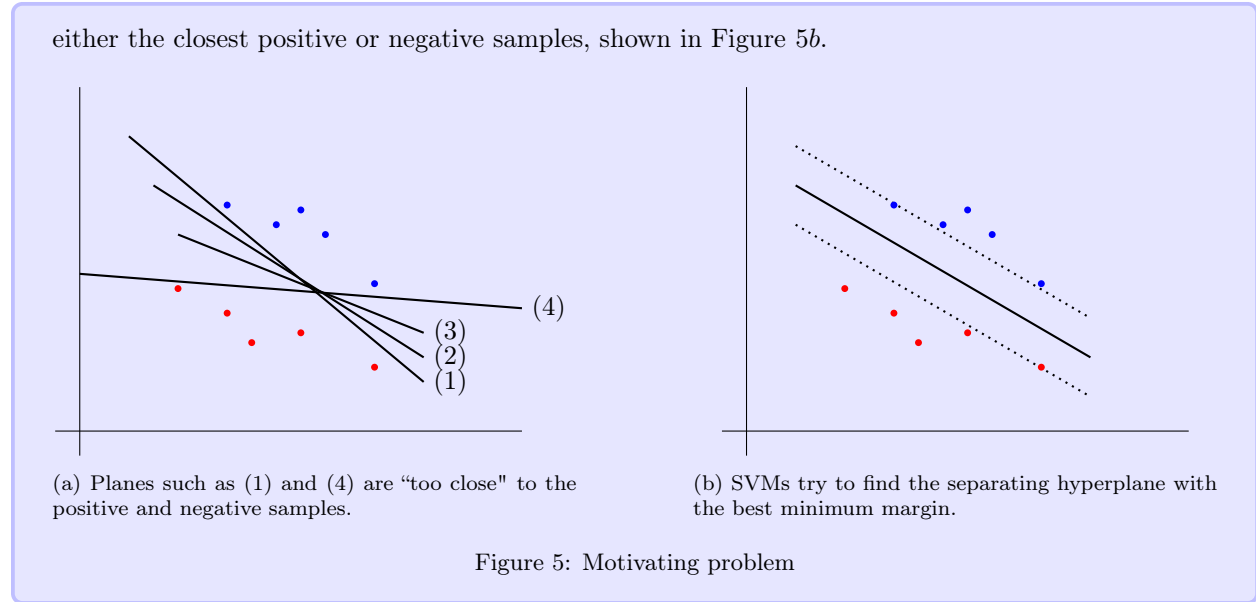 either the closest positive or negative samples, shown in Figure 5b.
(4)
(3)
(2)
(1)
(a) Planes such as (1) and (4) are “too close" to the
positive and negative samples.
(b) SVMs try to find the separating hyperplane with
the best minimum margin.
Figure 5: Motivating problem